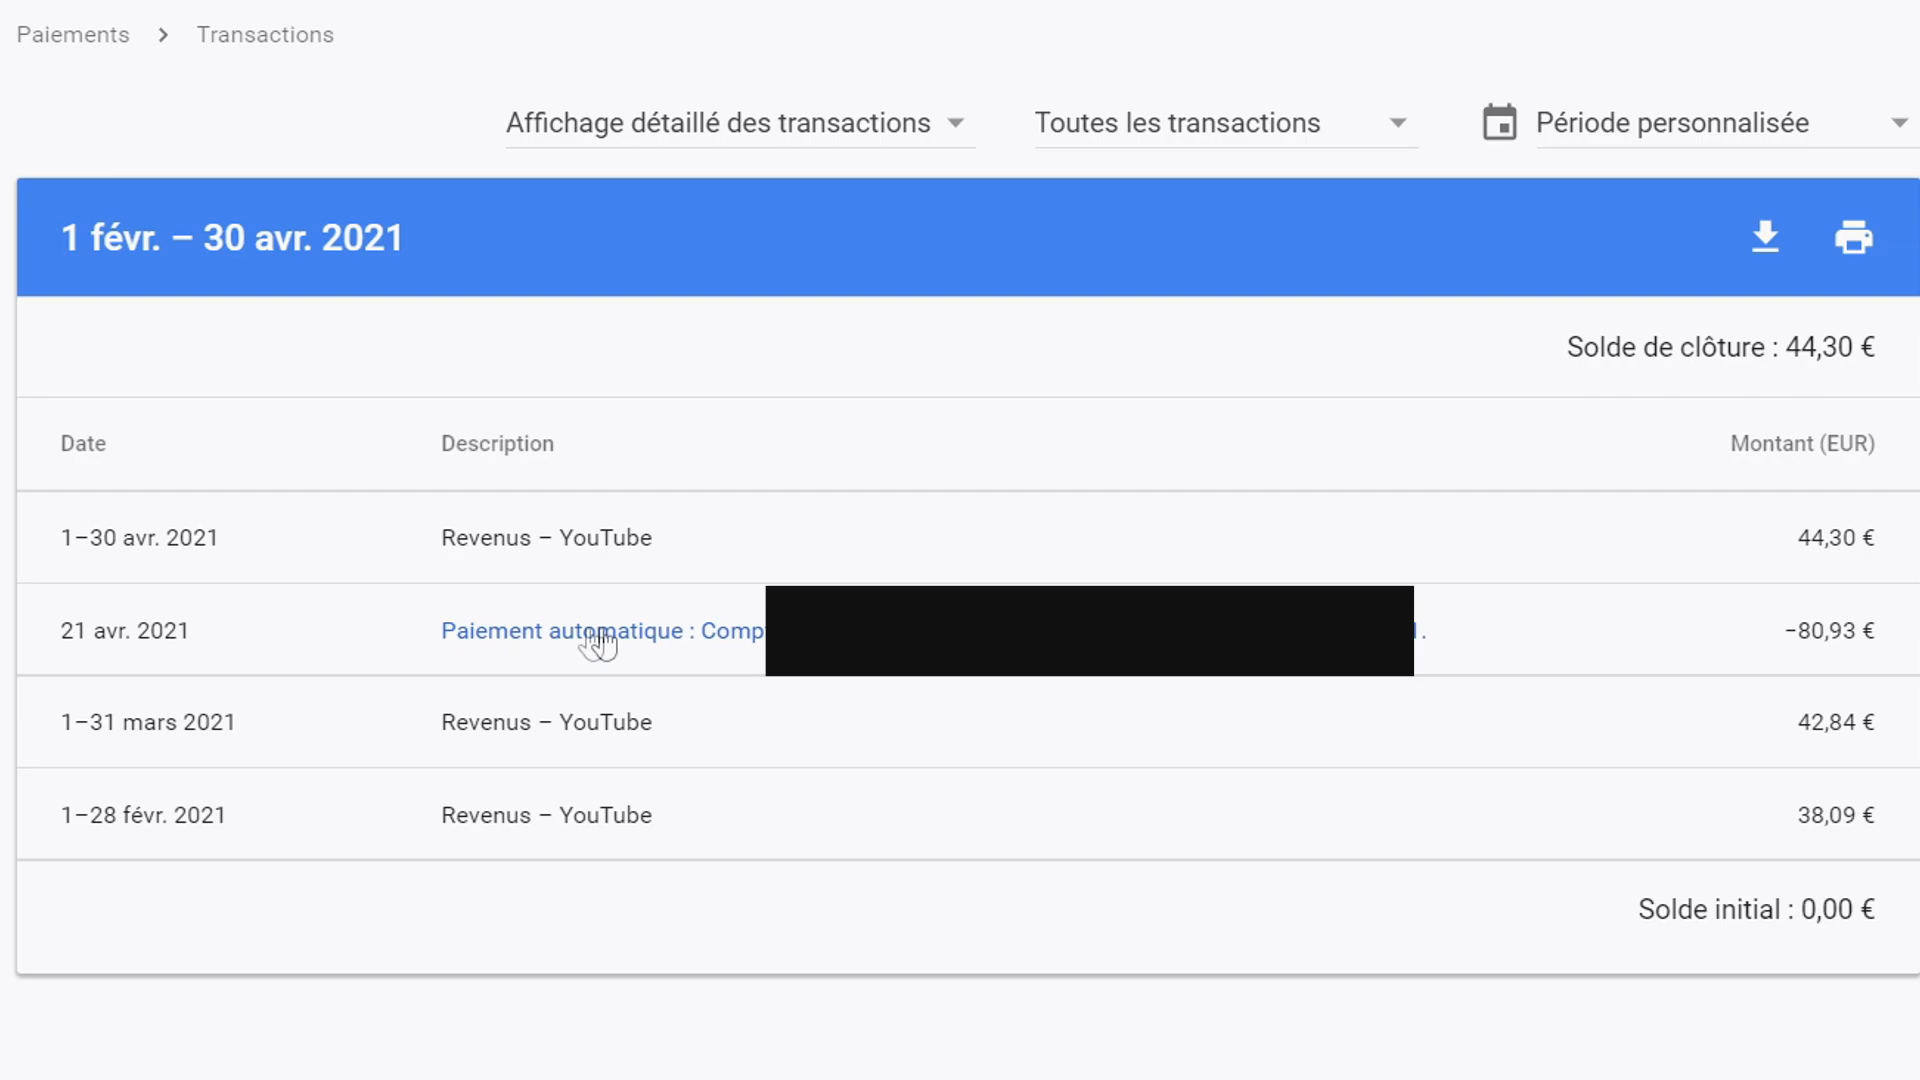 Paiements > Transactions
Affichage détaillé des transactions Toutes les transactions Période personnalisée
1 févr. – 30 avr. 2021
Solde de clôture : 44,30 €
Date Description Montant (EUR)
1–30 avr. 2021 Revenus – YouTube 44,30 €
21 avr. 2021 Paiement automatique : −80,93 €
1–31 mars 2021 Revenus – YouTube 42,84 €
1–28 févr. 2021 Revenus – YouTube 38,09 €
Solde initial : 0,00 €